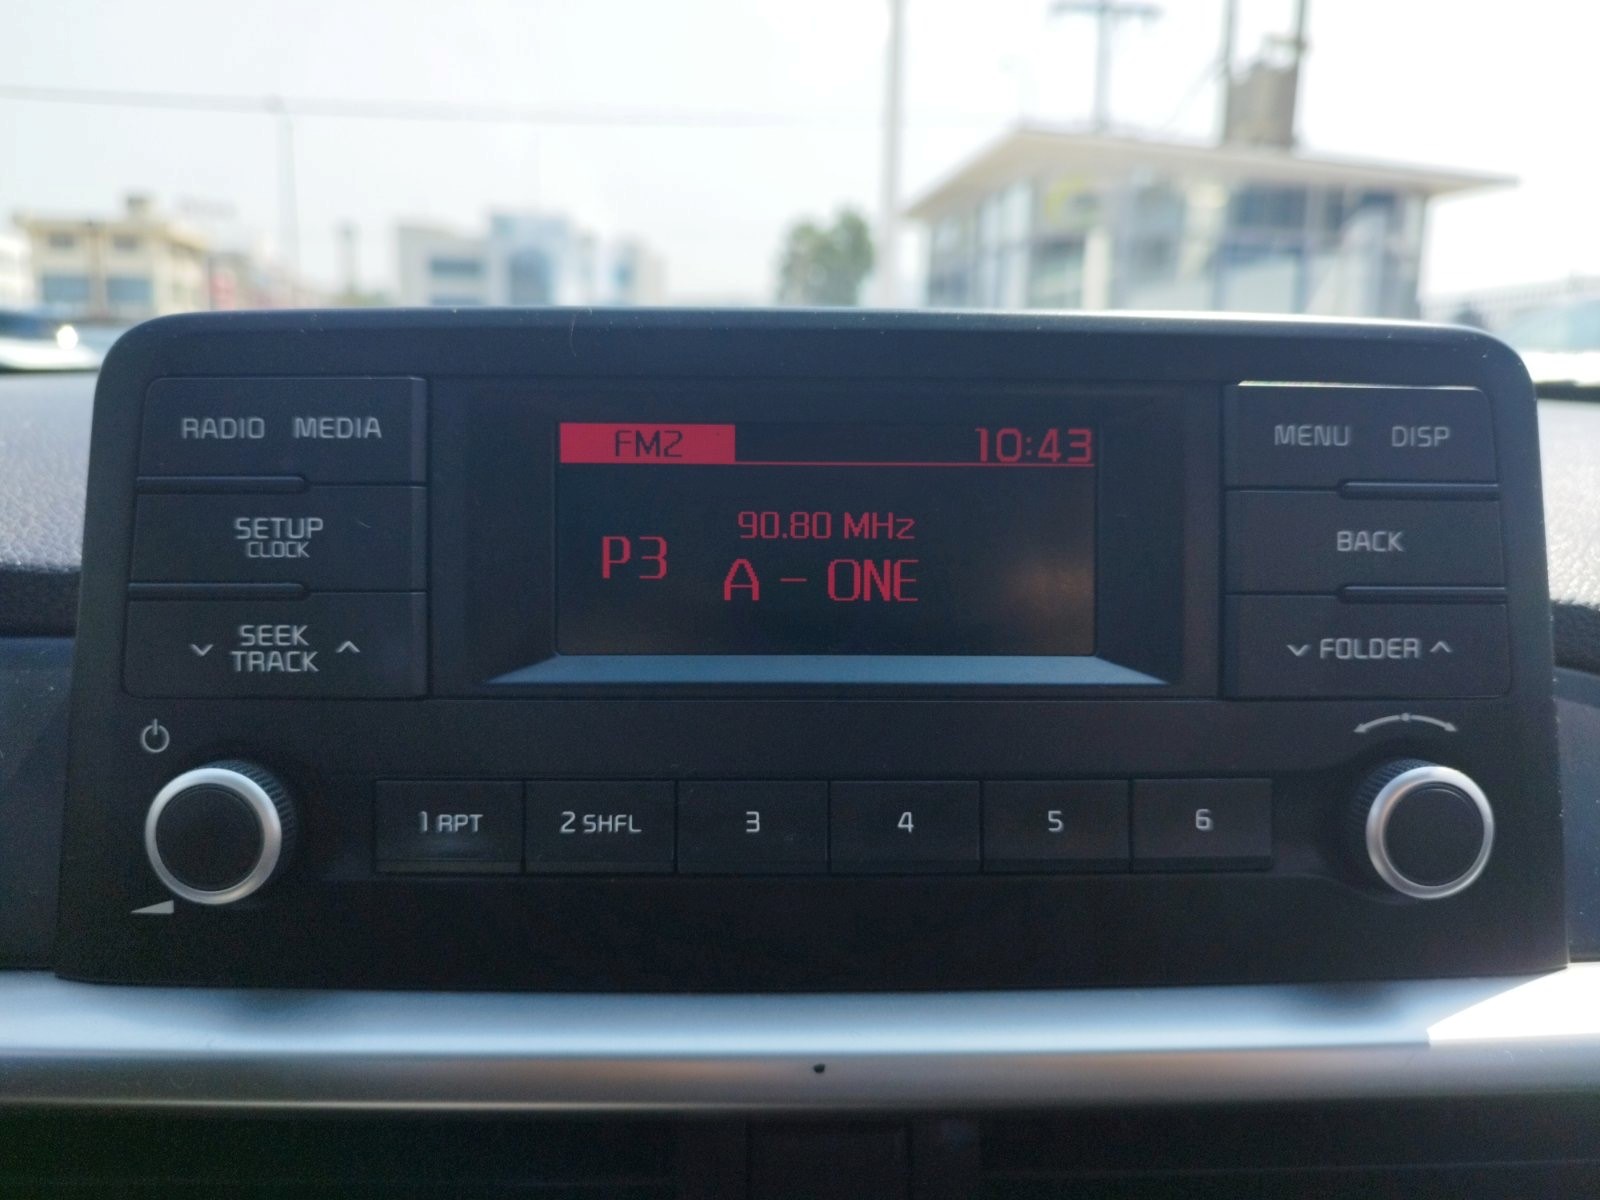 RADIO MEDIA
SETUP
CLOCK
SEEK
TRACK
FM2 10:43
90.80 MHz
P3
A - ONE
MENU DISP
BACK
FOLDER
1 RPT 2 SHFL 3 4 5 6